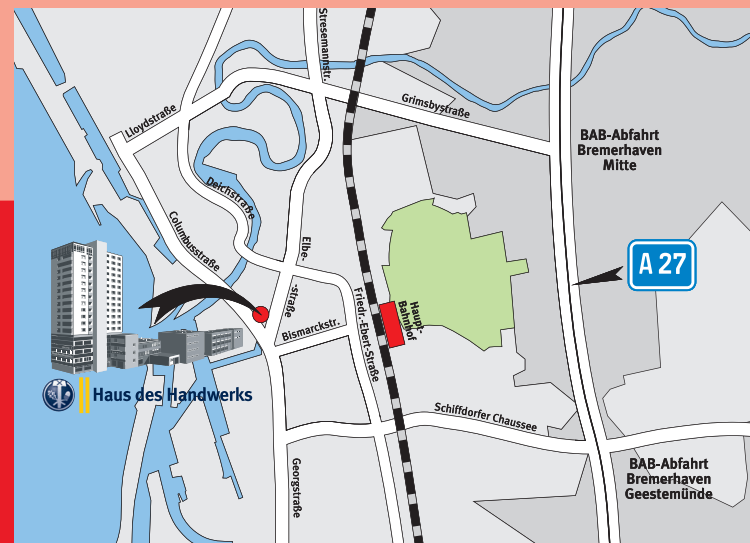 Stresemannstr.
Lloydstraße
Grimsbystraße
BAB-Abfahrt
Bremerhaven
Mitte
Deichstraße
Columbusstraße
Elbe-
-straße
A 27
Haupt-
Bahnhof
Friedr.-Ebert-Straße
Bismarckstr.
Haus des Handwerks
Schiffdorfer Chaussee
Georgstraße
BAB-Abfahrt
Bremerhaven
Geestemünde